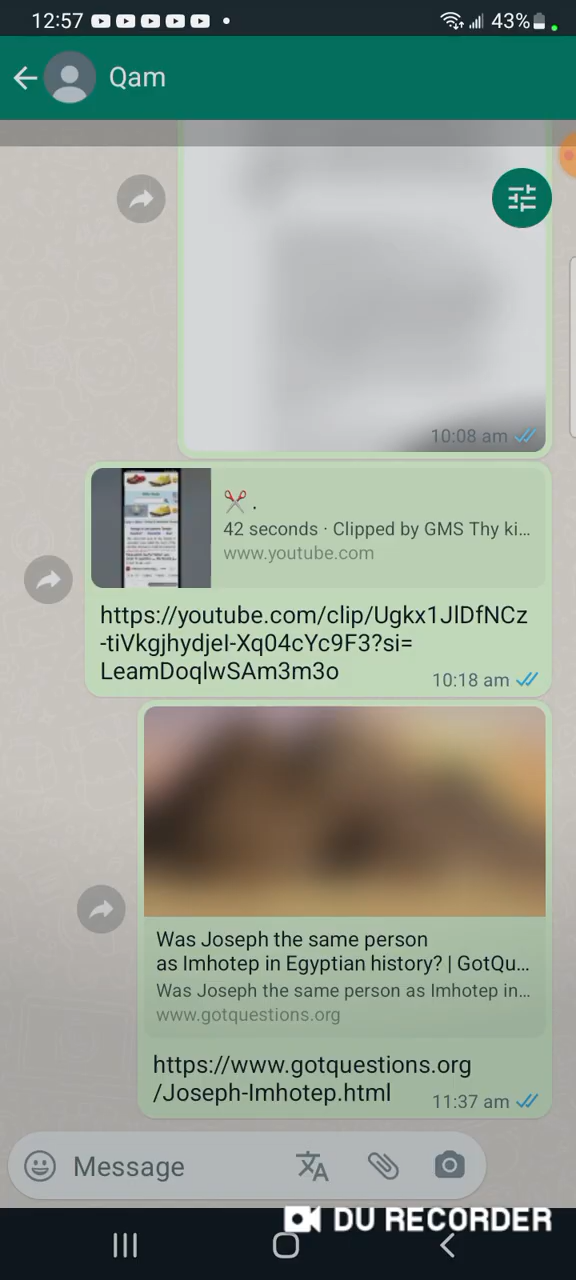 12:57
43%
Qam
10:08 am
.
42 seconds · Clipped by GMS Thy ki...
www.youtube.com
https://youtube.com/clip/Ugkx1JlDfNCz
-tiVkgjhydjeI-Xq04cYc9F3?si=
LeamDoqlwSAm3m3o
10:18 am
Was Joseph the same person
as Imhotep in Egyptian history? | GotQu...
Was Joseph the same person as Imhotep in...
www.gotquestions.org
https://www.gotquestions.org
/Joseph-Imhotep.html
11:37 am
Message
DU RECORDER